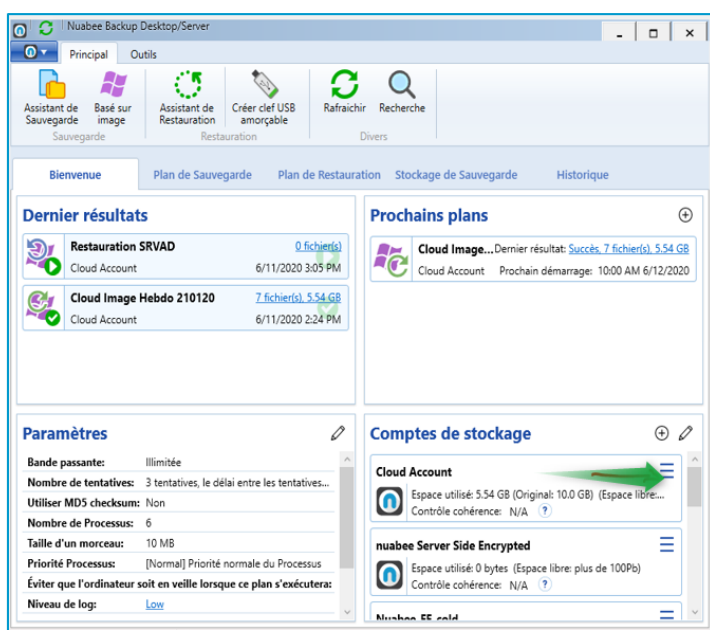 Nuabee Backup Desktop/Server
Principal Outils
Assistant de Sauvegarde
Basé sur image
Assistant de Restauration
Créer clef USB amorçable
Rafraichir
Recherche
Sauvegarde
Restauration
Divers
Bienvenue
Plan de Sauvegarde
Plan de Restauration
Stockage de Sauvegarde
Historique
Dernier résultats
Restauration SRVAD 0 fichier(s)
Cloud Account 6/11/2020 3:05 PM
Cloud Image Hebdo 210120 7 fichier(s), 5.54 GB
Cloud Account 6/11/2020 2:24 PM
Prochains plans
Cloud Image... Dernier résultat: Succès, 7 fichier(s), 5.54 GB
Cloud Account Prochain démarrage: 10:00 AM 6/12/2020
Paramètres
Bande passante: Illimitée
Nombre de tentatives: 3 tentatives, le délai entre les tentatives...
Utiliser MD5 checksum: Non
Nombre de Processus: 6
Taille d'un morceau: 10 MB
Priorité Processus: [Normal] Priorité normale du Processus
Éviter que l'ordinateur soit en veille lorsque ce plan s'exécutera:
Niveau de log: Low
Comptes de stockage
Cloud Account
Espace utilisé: 5.54 GB (Original: 10.0 GB) (Espace libre:...
Contrôle cohérence: N/A ?
nuabee Server Side Encrypted
Espace utilisé: 0 bytes (Espace libre: plus de 100Pb)
Contrôle cohérence: N/A ?